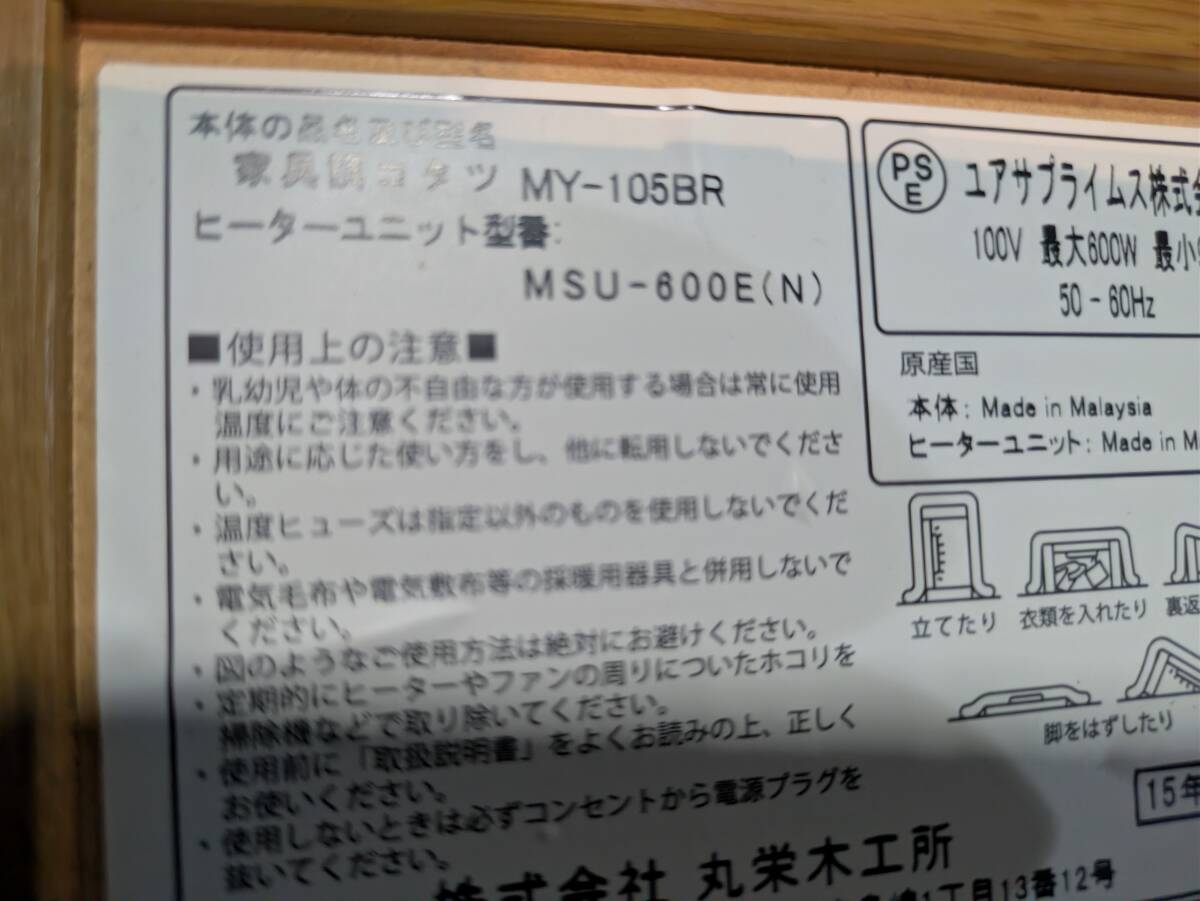 本体の品名及び型名
家具調コタツ MY-105BR
ヒーターユニット型番:
MSU-600E(N)
■使用上の注意■
・乳幼児や体の不自由な方が使用する場合は常に使用
温度にご注意ください。
・用途に応じた使い方をし、他に転用しないでくださ
い。
・温度ヒューズは指定以外のものを使用しないでくだ
さい。
・電気毛布や電気敷布等の採暖用器具と併用しないで
ください。
・図のようなご使用方法は絶対にお避けください。
・定期的にヒーターやファンの周りについたホコリを
掃除機などで取り除いてください。
・使用前に「取扱説明書」をよくお読みの上、正しく
お使いください。
・使用しないときは必ずコンセントから電源プラグを
抜いてください。
株式会社 丸栄木工所
1丁目13番12号
PS
E
ユアサプライムス株式会
100V 最大600W 最小
50-60Hz
原産国
本体: Made in Malaysia
ヒーターユニット: Made in M
立てたり
衣類を入れたり
裏返
脚をはずしたり
15年